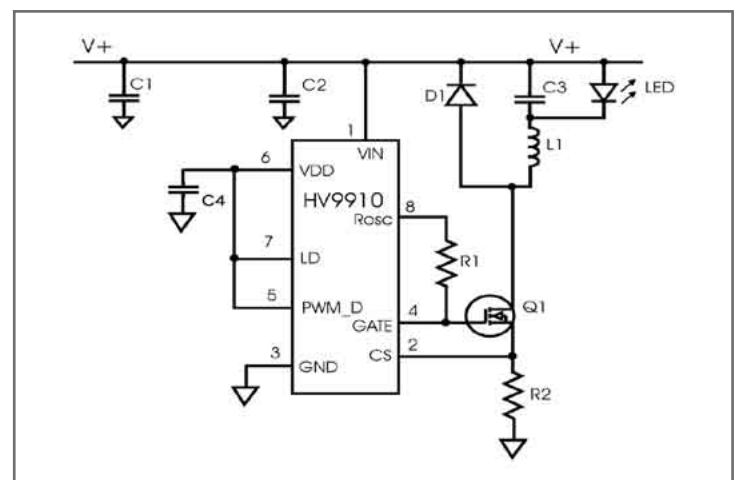 V+ V+
C1 C2 D1 C3 LED
1
VIN L1
6 VDD
HV9910
C4 8
Rosc
7 LD R1
5 PWM_D
4 GATE Q1
2 CS
3 GND
R2